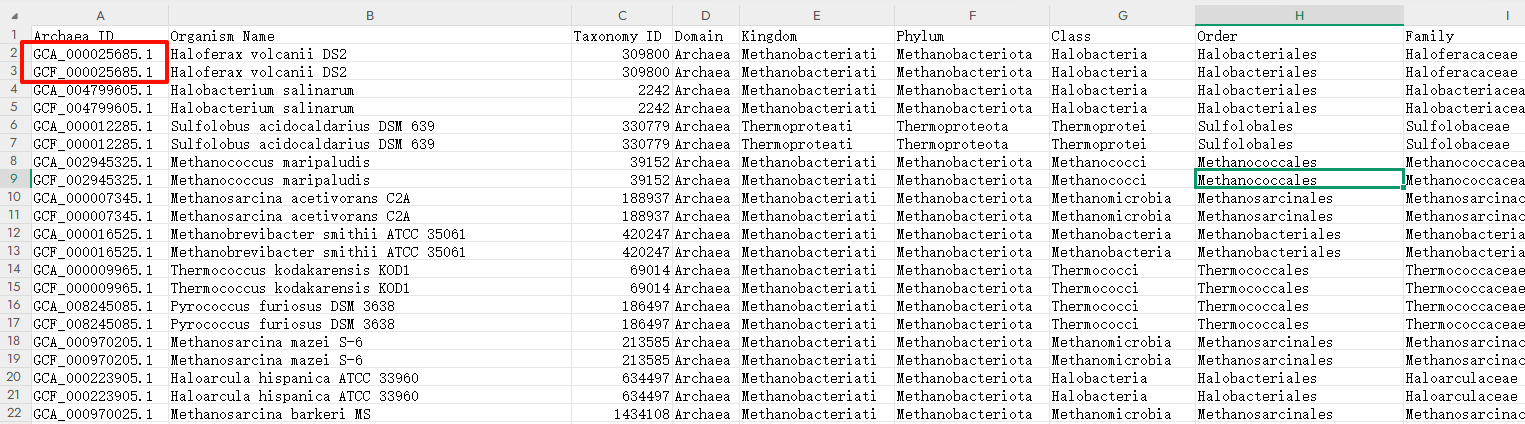 A B C D E F G H I
1 Archaea ID Organism Name Taxonomy ID Domain Kingdom Phylum Class Order Family
2 GCA_000025685.1 Haloferax volcanii DS2 309800 Archaea Methanobacteriati Methanobacteriota Halobacteria Halobacteriales Haloferacaceae
3 GCF_000025685.1 Haloferax volcanii DS2 309800 Archaea Methanobacteriati Methanobacteriota Halobacteria Halobacteriales Haloferacaceae
4 GCA_004799605.1 Halobacterium salinarum 2242 Archaea Methanobacteriati Methanobacteriota Halobacteria Halobacteriales Halobacteriacea
5 GCF_004799605.1 Halobacterium salinarum 2242 Archaea Methanobacteriati Methanobacteriota Halobacteria Halobacteriales Halobacteriacea
6 GCA_000012285.1 Sulfolobus acidocaldarius DSM 639 330779 Archaea Thermoproteati Thermoproteota Thermoprotei Sulfolobales Sulfolobaceae
7 GCF_000012285.1 Sulfolobus acidocaldarius DSM 639 330779 Archaea Thermoproteati Thermoproteota Thermoprotei Sulfolobales Sulfolobaceae
8 GCA_002945325.1 Methanococcus maripaludis 39152 Archaea Methanobacteriati Methanobacteriota Methanococci Methanococcales Methanococcacea
9 GCF_002945325.1 Methanococcus maripaludis 39152 Archaea Methanobacteriati Methanobacteriota Methanococci Methanococcales Methanococcacea
10 GCA_000007345.1 Methanosarcina acetivorans C2A 188937 Archaea Methanobacteriati Methanobacteriota Methanomicrobia Methanosarcinales Methanosarcinac
11 GCF_000007345.1 Methanosarcina acetivorans C2A 188937 Archaea Methanobacteriati Methanobacteriota Methanomicrobia Methanosarcinales Methanosarcinac
12 GCA_000016525.1 Methanobrevibacter smithii ATCC 35061 420247 Archaea Methanobacteriati Methanobacteriota Methanobacteria Methanobacteriales Methanobacteria
13 GCF_000016525.1 Methanobrevibacter smithii ATCC 35061 420247 Archaea Methanobacteriati Methanobacteriota Methanobacteria Methanobacteriales Methanobacteria
14 GCA_000009965.1 Thermococcus kodakarensis KOD1 69014 Archaea Methanobacteriati Methanobacteriota Thermococci Thermococcales Thermococcaceae
15 GCF_000009965.1 Thermococcus kodakarensis KOD1 69014 Archaea Methanobacteriati Methanobacteriota Thermococci Thermococcales Thermococcaceae
16 GCA_008245085.1 Pyrococcus furiosus DSM 3638 186497 Archaea Methanobacteriati Methanobacteriota Thermococci Thermococcales Thermococcaceae
17 GCF_008245085.1 Pyrococcus furiosus DSM 3638 186497 Archaea Methanobacteriati Methanobacteriota Thermococci Thermococcales Thermococcaceae
18 GCA_000970205.1 Methanosarcina mazei S-6 213585 Archaea Methanobacteriati Methanobacteriota Methanomicrobia Methanosarcinales Methanosarcinac
19 GCF_000970205.1 Methanosarcina mazei S-6 213585 Archaea Methanobacteriati Methanobacteriota Methanomicrobia Methanosarcinales Methanosarcinac
20 GCA_000223905.1 Haloarcula hispanica ATCC 33960 634497 Archaea Methanobacteriati Methanobacteriota Halobacteria Halobacteriales Haloarculaceae
21 GCF_000223905.1 Haloarcula hispanica ATCC 33960 634497 Archaea Methanobacteriati Methanobacteriota Halobacteria Halobacteriales Haloarculaceae
22 GCA_000970025.1 Methanosarcina barkeri MS 1434108 Archaea Methanobacteriati Methanobacteriota Methanomicrobia Methanosarcinales Methanosarcinac